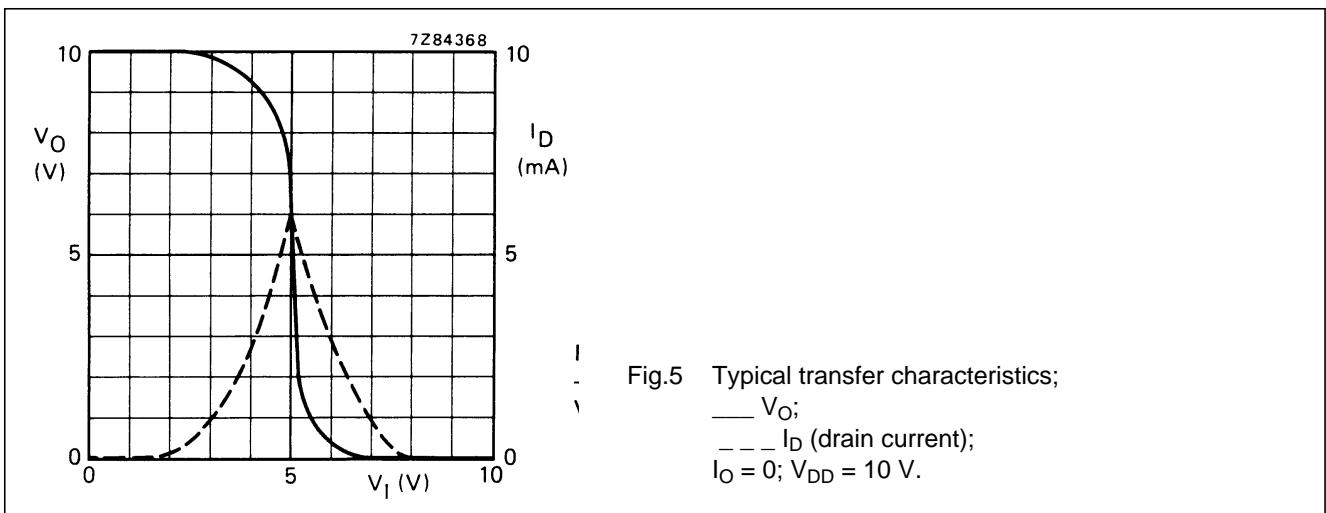 7Z84368
10
10
V_O
(V)
I_D
(mA)
5
5
0
0
0
5
10
V_I (V)
Fig.5 Typical transfer characteristics;
___ V_O;
_ _ _ I_D (drain current);
I_O = 0; V_DD = 10 V.